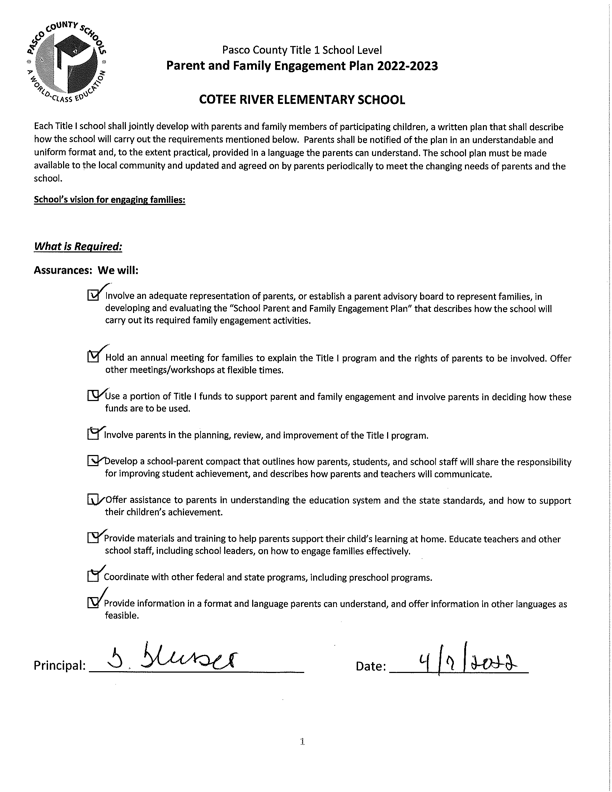 PASCO COUNTY SCHOOLS
A WORLD-CLASS EDUCATION
Pasco County Title 1 School Level
Parent and Family Engagement Plan 2022-2023
COTEE RIVER ELEMENTARY SCHOOL
Each Title I school shall jointly develop with parents and family members of participating children, a written plan that shall describe
how the school will carry out the requirements mentioned below. Parents shall be notified of the plan in an understandable and
uniform format and, to the extent practical, provided in a language the parents can understand. The school plan must be made
available to the local community and updated and agreed on by parents periodically to meet the changing needs of parents and the
school.
School's vision for engaging families:
What is Required:
Assurances: We will:
Involve an adequate representation of parents, or establish a parent advisory board to represent families, in
developing and evaluating the "School Parent and Family Engagement Plan" that describes how the school will
carry out its required family engagement activities.
Hold an annual meeting for families to explain the Title I program and the rights of parents to be involved. Offer
other meetings/workshops at flexible times.
Use a portion of Title I funds to support parent and family engagement and involve parents in deciding how these
funds are to be used.
Involve parents in the planning, review, and improvement of the Title I program.
Develop a school-parent compact that outlines how parents, students, and school staff will share the responsibility
for improving student achievement, and describes how parents and teachers will communicate.
Offer assistance to parents in understanding the education system and the state standards, and how to support
their children's achievement.
Provide materials and training to help parents support their child's learning at home. Educate teachers and other
school staff, including school leaders, on how to engage families effectively.
Coordinate with other federal and state programs, including preschool programs.
Provide information in a format and language parents can understand, and offer information in other languages as
feasible.
Principal: Date:
1